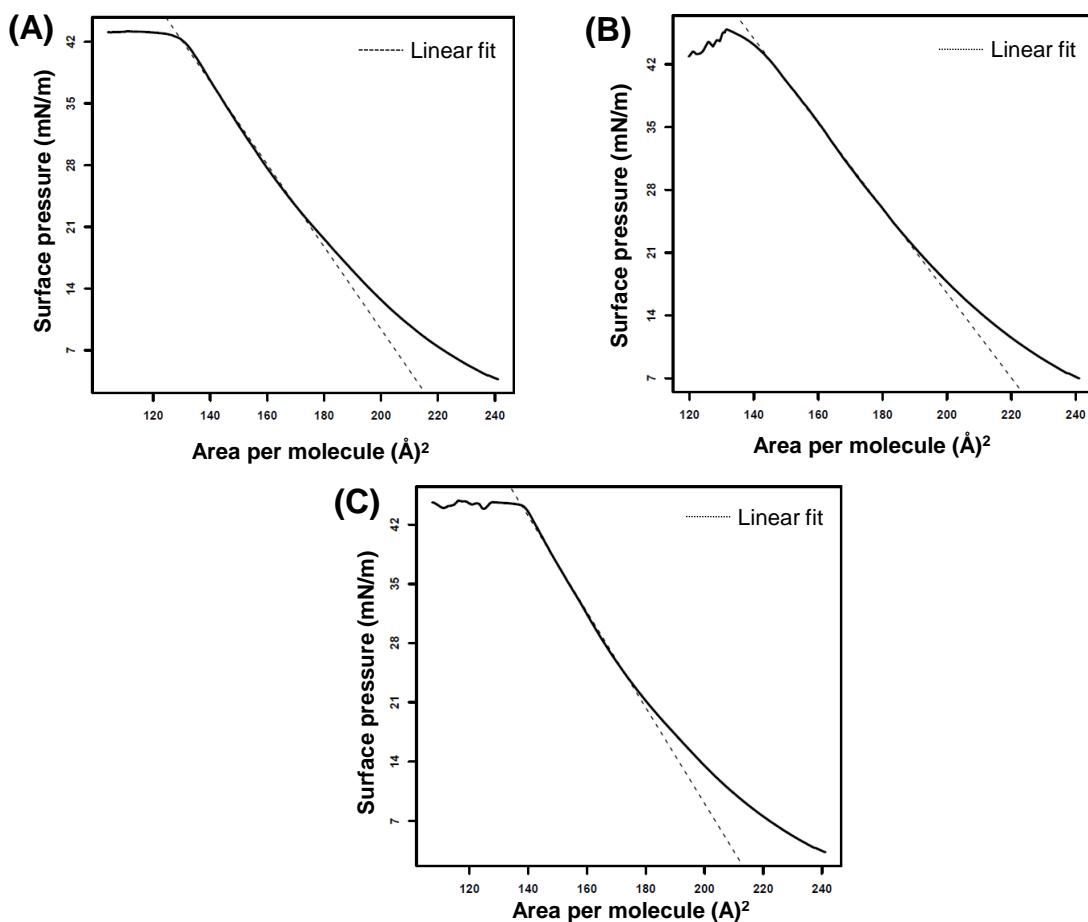 (A)
Linear fit
Surface pressure (mN/m)
42
35
28
21
14
7
120 140 160 180 200 220 240
Area per molecule (Å)²
(B)
Linear fit
Surface pressure (mN/m)
42
35
28
21
14
7
120 140 160 180 200 220 240
Area per molecule (Å)²
(C)
Linear fit
Surface pressure (mN/m)
42
35
28
21
14
7
120 140 160 180 200 220 240
Area per molecule (A)²